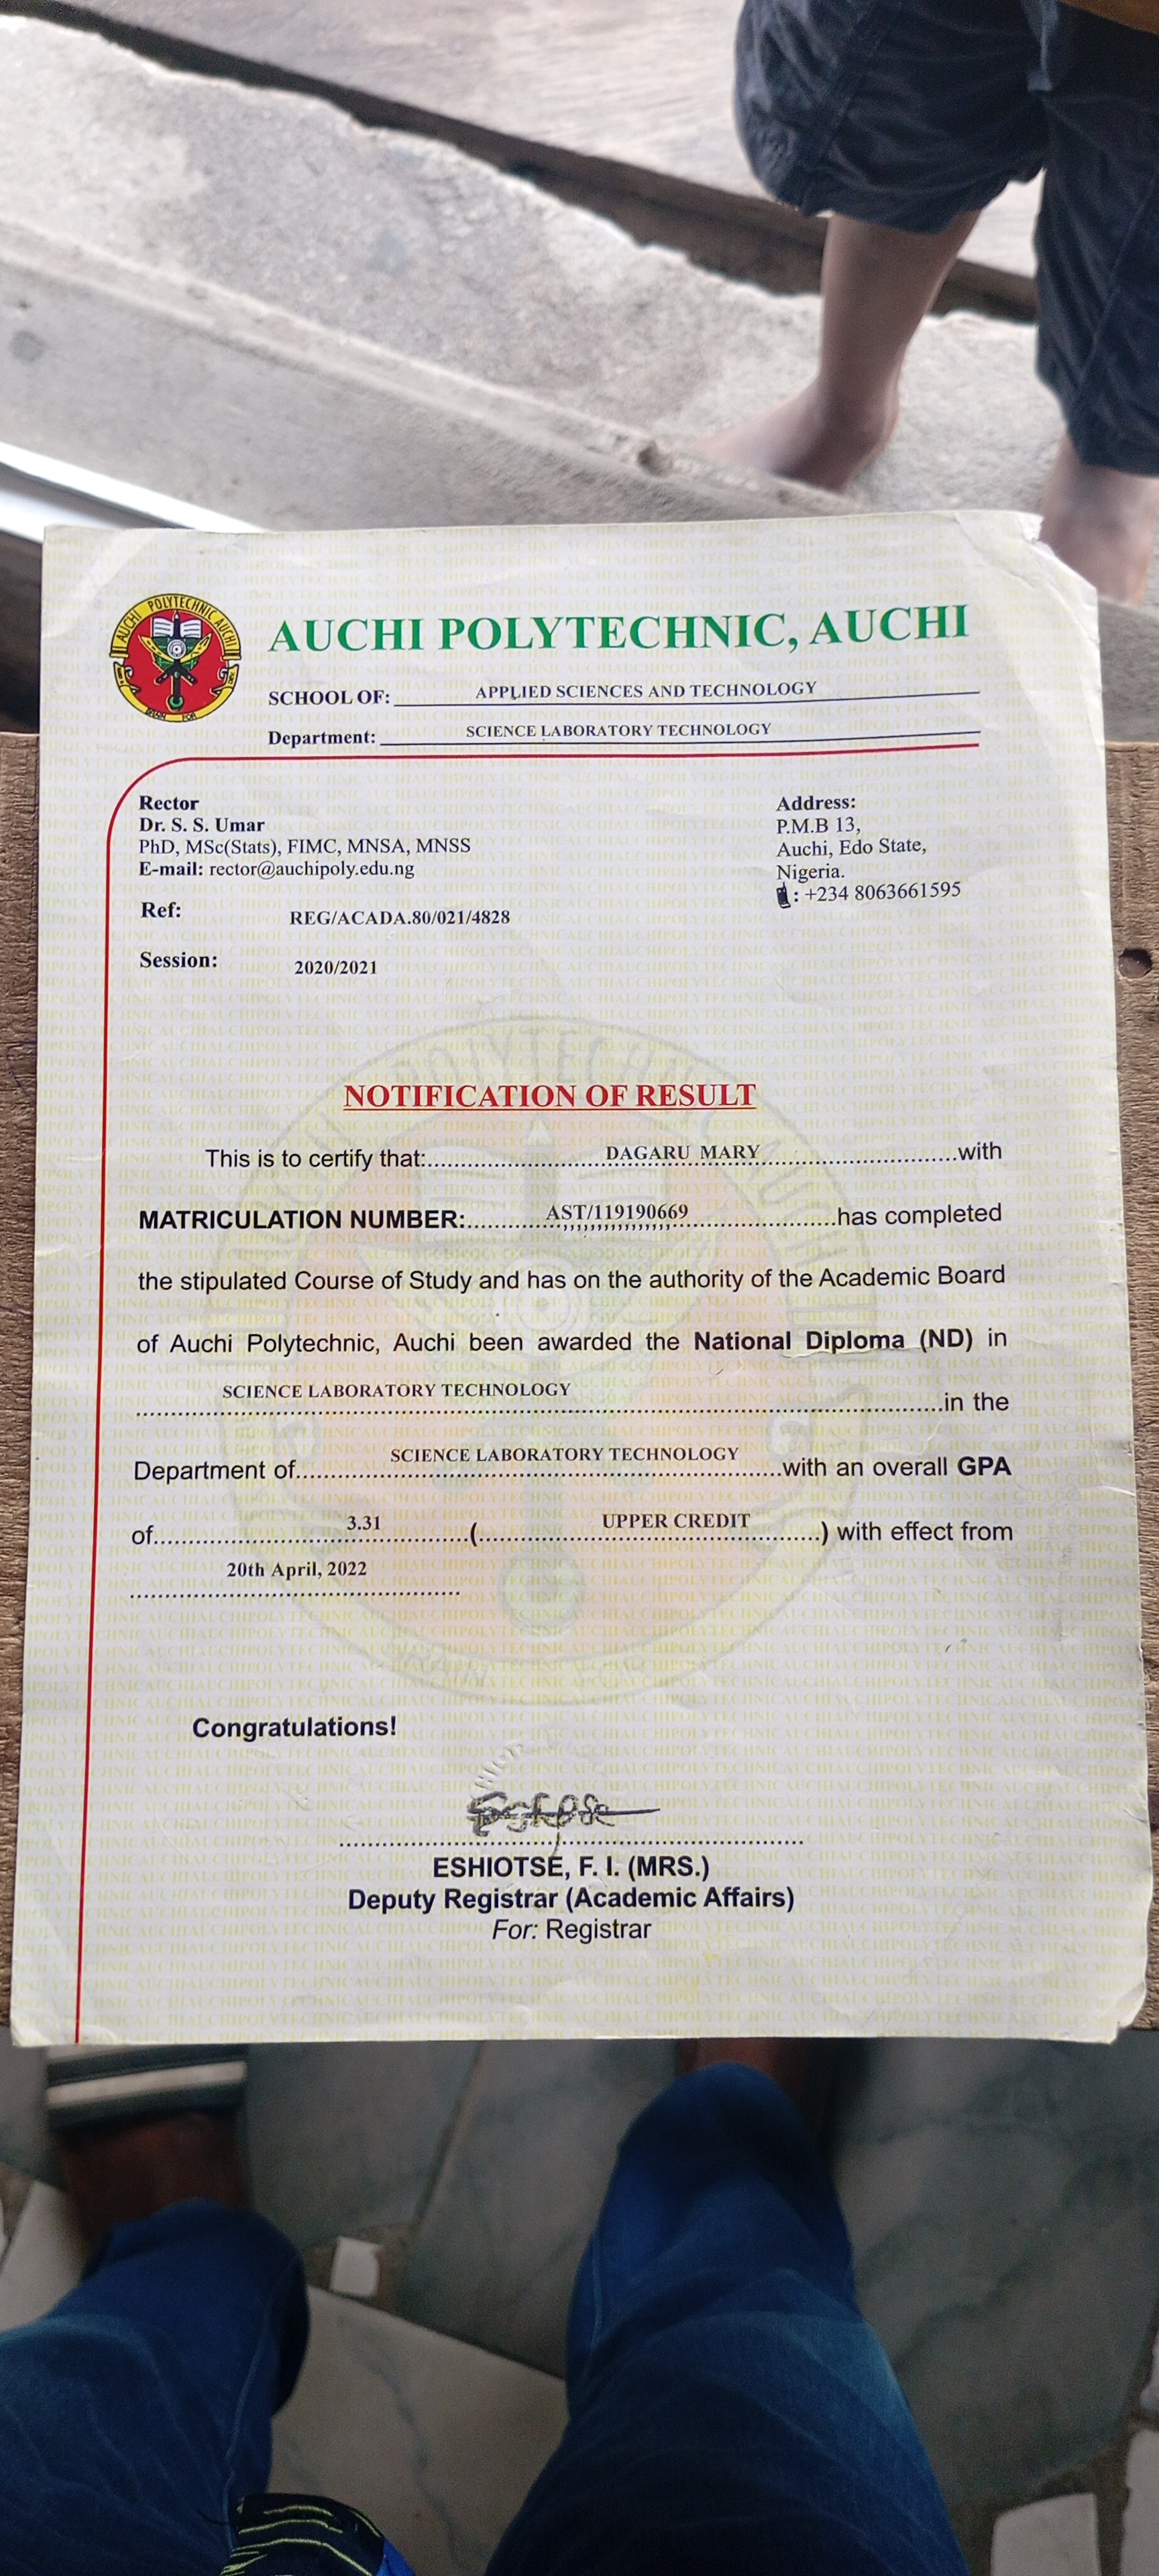 AUCHI POLYTECHNIC AUCHI
AUCHI POLYTECHNIC, AUCHI
SCHOOL OF: APPLIED SCIENCES AND TECHNOLOGY
Department: SCIENCE LABORATORY TECHNOLOGY
Rector
Dr. S. S. Umar
PhD, MSc(Stats), FIMC, MNSA, MNSS
E-mail: rector@auchipoly.edu.ng
Address:
P.M.B 13,
Auchi, Edo State,
Nigeria.
: +234 8063661595
Ref: REG/ACADA.80/021/4828
Session: 2020/2021
NOTIFICATION OF RESULT
This is to certify that: DAGARU MARY with
MATRICULATION NUMBER: AST/119190669 has completed
the stipulated Course of Study and has on the authority of the Academic Board
of Auchi Polytechnic, Auchi been awarded the National Diploma (ND) in
SCIENCE LABORATORY TECHNOLOGY in the
Department of SCIENCE LABORATORY TECHNOLOGY with an overall GPA
of 3.31 ( UPPER CREDIT ) with effect from
20th April, 2022
Congratulations!
ESHIOTSE, F. I. (MRS.)
Deputy Registrar (Academic Affairs)
For: Registrar